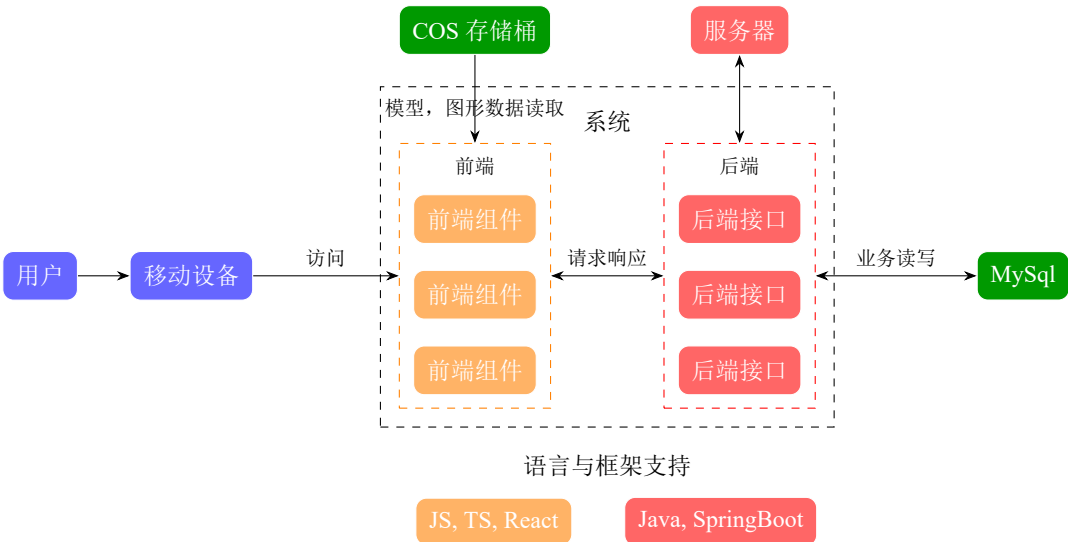 COS 存储桶
服务器
模型，图形数据读取
系统
前端
后端
前端组件
后端接口
用户
移动设备
访问
前端组件
请求响应
后端接口
业务读写
MySql
前端组件
后端接口
语言与框架支持
JS, TS, React
Java, SpringBoot